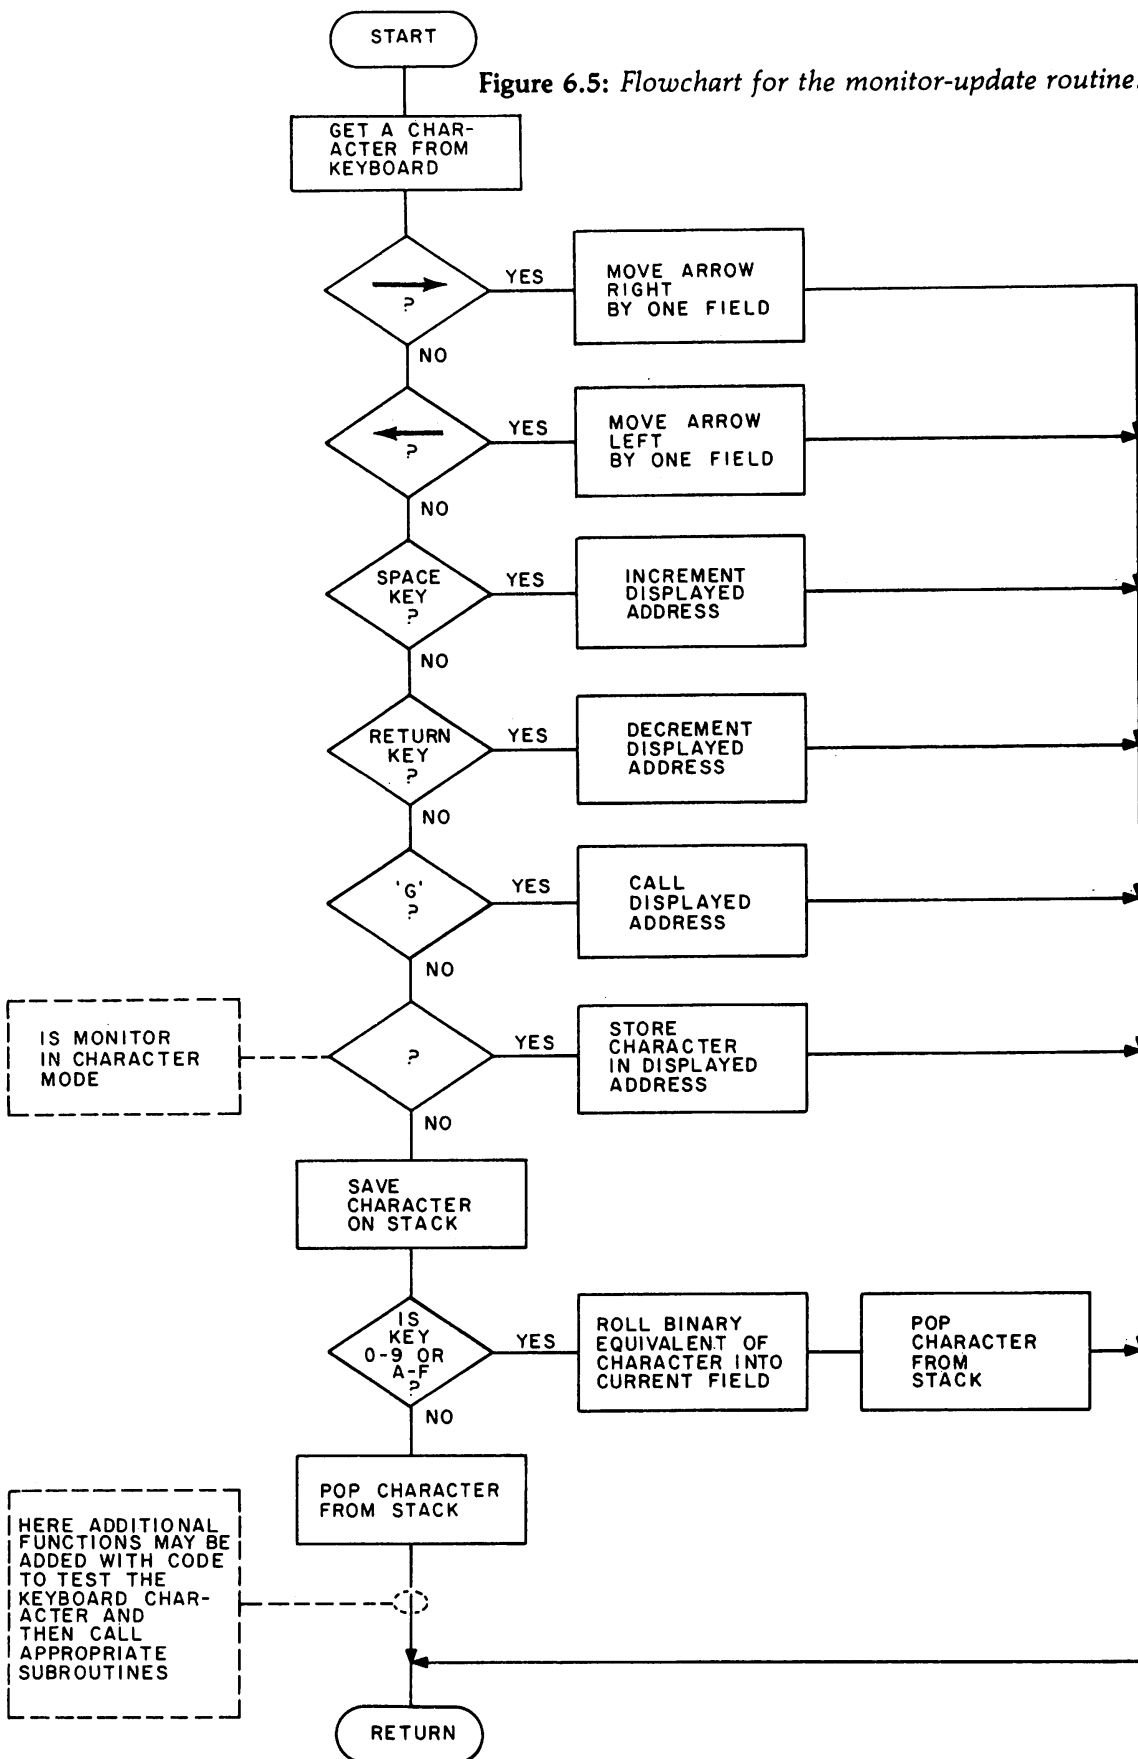 START
Figure 6.5: Flowchart for the monitor-update routine.
GET A CHAR-
ACTER FROM
KEYBOARD
?
YES
MOVE ARROW
RIGHT
BY ONE FIELD
NO
?
YES
MOVE ARROW
LEFT
BY ONE FIELD
NO
SPACE
KEY
?
YES
INCREMENT
DISPLAYED
ADDRESS
NO
RETURN
KEY
?
YES
DECREMENT
DISPLAYED
ADDRESS
NO
'G'
?
YES
CALL
DISPLAYED
ADDRESS
NO
IS MONITOR
IN CHARACTER
MODE
?
YES
STORE
CHARACTER
IN DISPLAYED
ADDRESS
NO
SAVE
CHARACTER
ON STACK
IS
KEY
0-9 OR
A-F
?
YES
ROLL BINARY
EQUIVALENT OF
CHARACTER INTO
CURRENT FIELD
POP
CHARACTER
FROM
STACK
NO
POP CHARACTER
FROM STACK
HERE ADDITIONAL
FUNCTIONS MAY BE
ADDED WITH CODE
TO TEST THE
KEYBOARD CHAR-
ACTER AND
THEN CALL
APPROPRIATE
SUBROUTINES
RETURN